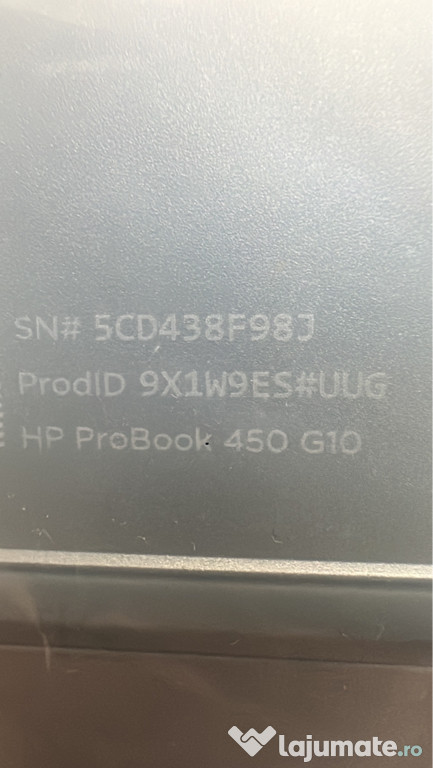 SN# 5CD438F98J
ProdID 9X1W9ES#UUG
HP ProBook 450 G10
lajumate.ro